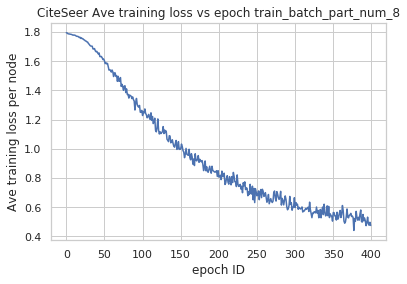 CiteSeer Ave training loss vs epoch train_batch_part_num_8
1.8
1.6
1.4
1.2
1.0
0.8
0.6
0.4
Ave training loss per node
0 50 100 150 200 250 300 350 400
epoch ID